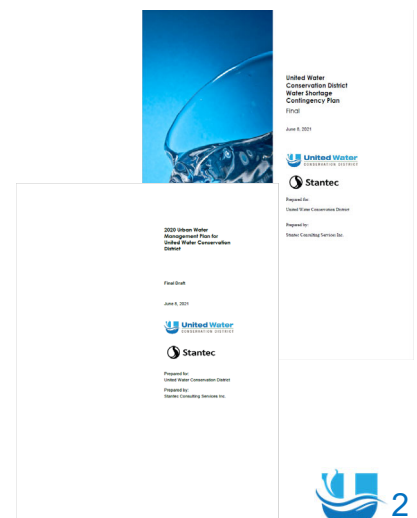 United Water
Conservation District
Water Shortage
Contingency Plan
Final
June 8, 2021
United Water
CONSERVATION DISTRICT
Stantec
Prepared for:
United Water Conservation District
Prepared by:
Stantec Consulting Services Inc.
2020 Urban Water
Management Plan for
United Water Conservation
District
Final Draft
June 8, 2021
United Water
CONSERVATION DISTRICT
Stantec
Prepared for:
United Water Conservation District
Prepared by:
Stantec Consulting Services Inc.
2